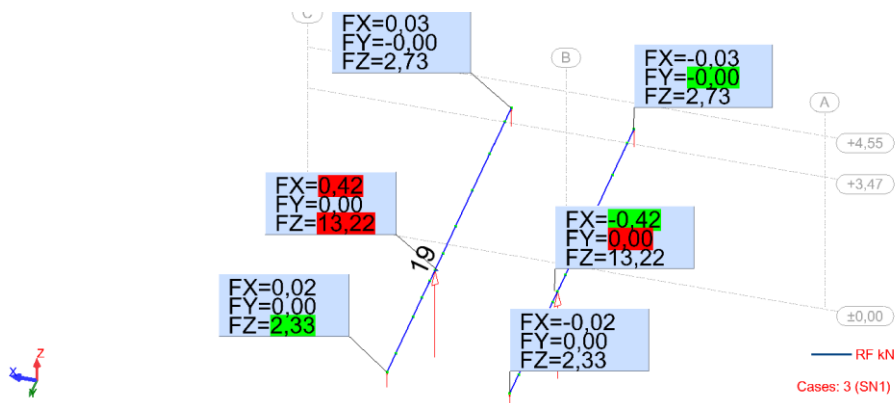 C
FX=0,03
FY=-0,00
FZ=2,73
B
FX=-0,03
FY=-0,00
FZ=2,73
A
+4,55
+3,47
FX=0,42
FY=0,00
FZ=13,22
19
FX=-0,42
FY=0,00
FZ=13,22
FX=0,02
FY=0,00
FZ=2,33
FX=-0,02
FY=0,00
FZ=2,33
±0,00
Z
X
Y
RF kN
Cases: 3 (SN1)